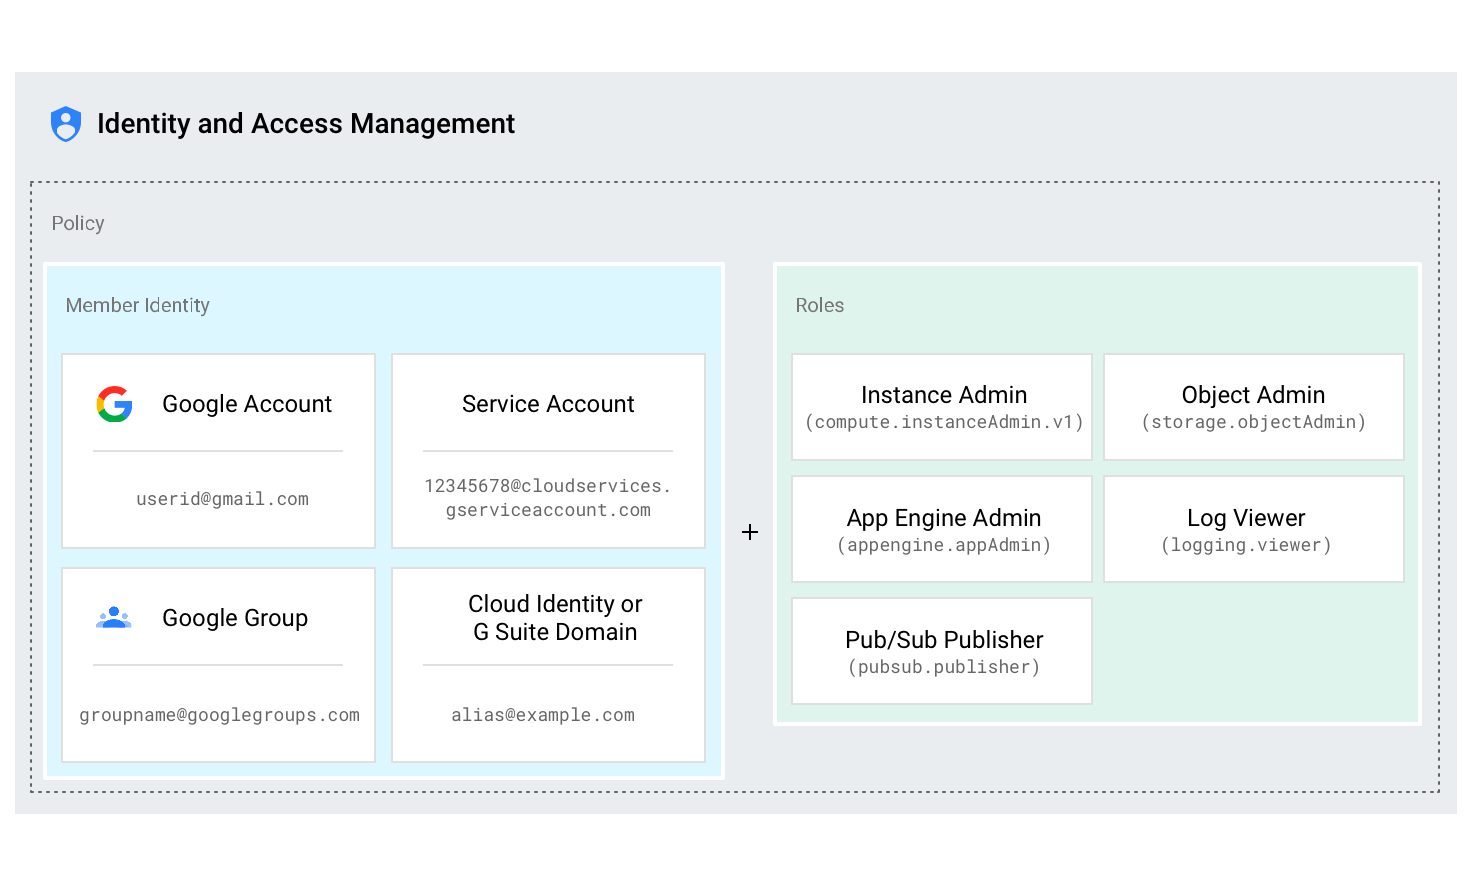 Identity and Access Management
Policy
Member Identity
Google Account
userid@gmail.com
Service Account
12345678@cloudservices.
gserviceaccount.com
Google Group
groupname@googlegroups.com
Cloud Identity or
G Suite Domain
alias@example.com
+
Roles
Instance Admin
(compute.instanceAdmin.v1)
Object Admin
(storage.objectAdmin)
App Engine Admin
(appengine.appAdmin)
Log Viewer
(logging.viewer)
Pub/Sub Publisher
(pubsub.publisher)